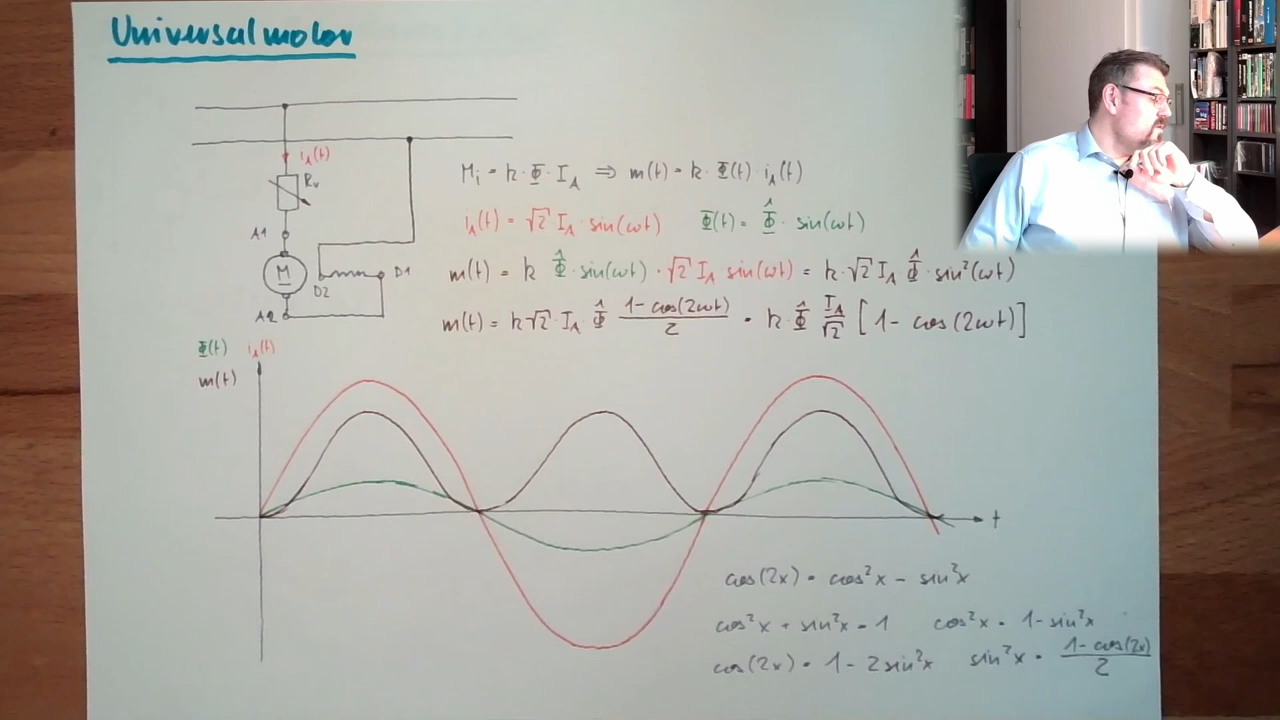 Universalmotor
i_A(t)
R_v
A1
M
D1
D2
A2
M_i = k · Φ · I_A ⇒ m(t) = k · Φ(t) · i_A(t)
i_A(t) = √2 I_A · sin(ωt) Φ(t) = Φ̂ · sin(ωt)
m(t) = k Φ̂ · sin(ωt) · √2 I_A sin(ωt) = k · √2 I_A Φ̂ · sin²(ωt)
m(t) = k √2 · I_A Φ̂ (1 - cos(2ωt))/2 = k · Φ̂ I_A/√2 [1 - cos(2ωt)]
Φ(t) i_A(t)
m(t)
t
cos(2x) = cos²x - sin²x
cos²x + sin²x = 1 cos²x = 1 - sin²x
cos(2x) = 1 - 2 sin²x sin²x = (1 - cos(2x))/2